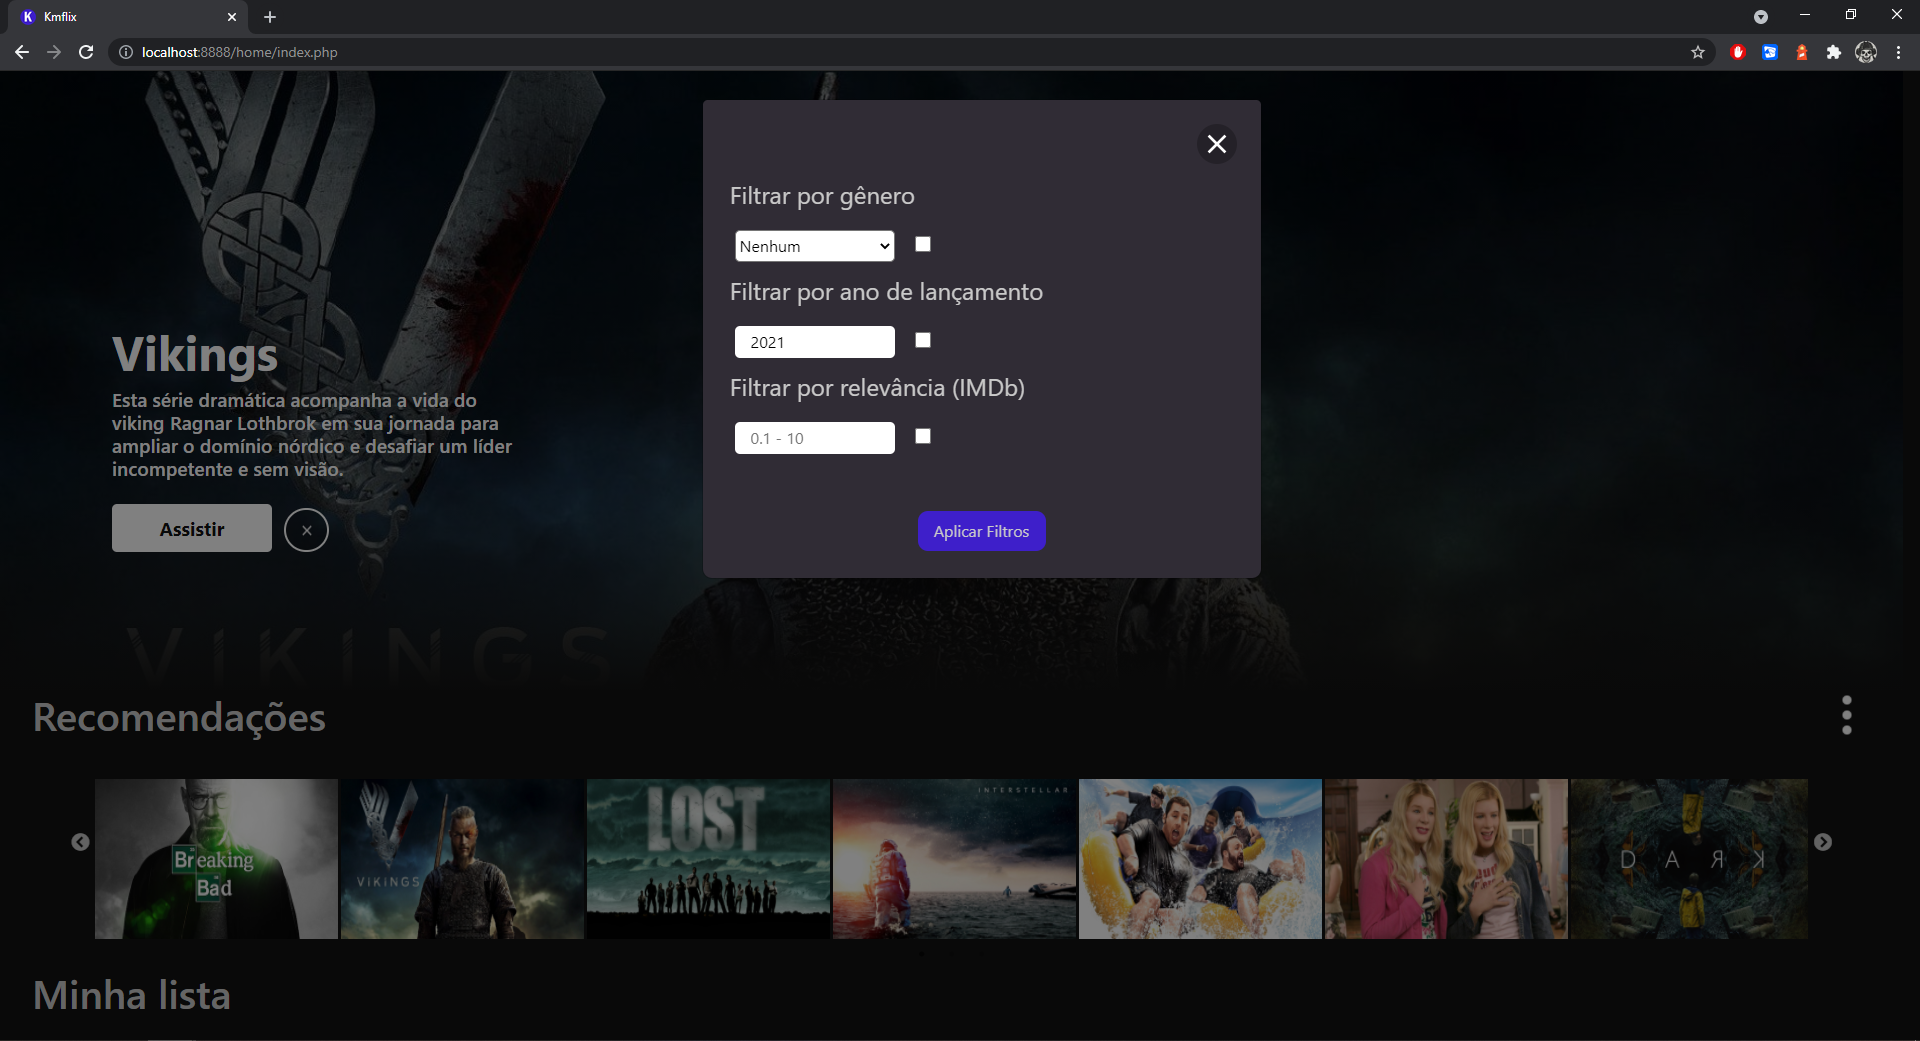 Kmflix
localhost:8888/home/index.php
Filtrar por gênero
Nenhum
Filtrar por ano de lançamento
2021
Filtrar por relevância (IMDb)
0.1 - 10
Aplicar Filtros
Vikings
Esta série dramática acompanha a vida do
viking Ragnar Lothbrok em sua jornada para
ampliar o domínio nórdico e desafiar um líder
incompetente e sem visão.
Assistir
VIKINGS
Recomendações
Breaking
Bad
VIKINGS
LOST
INTERSTELLAR
DARK
Minha lista